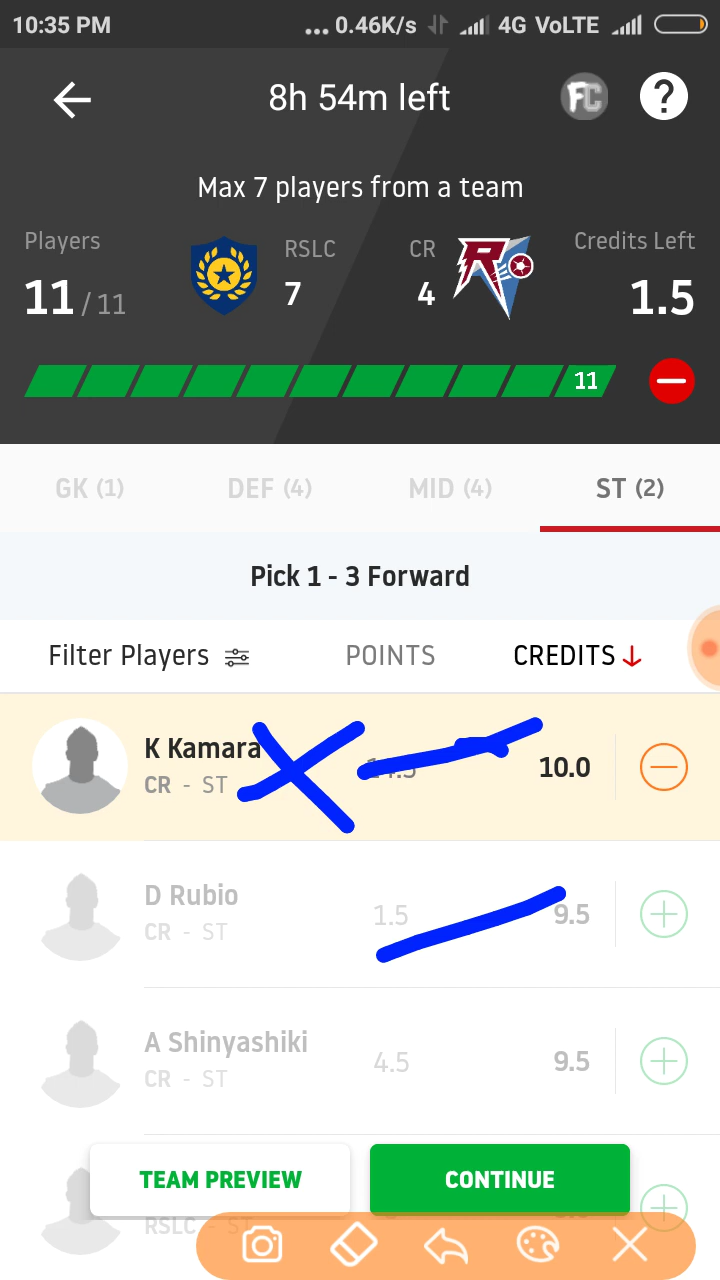 10:35 PM ... 0.46K/s 4G VoLTE
8h 54m left FC ?
Max 7 players from a team
Players RSLC CR Credits Left
11 / 11 7 4 R 1.5
11
GK (1) DEF (4) MID (4) ST (2)
Pick 1 - 3 Forward
Filter Players POINTS CREDITS
K Kamara 10.0
CR - ST
D Rubio 1.5 9.5
CR - ST
A Shinyashiki 4.5 9.5
CR - ST
TEAM PREVIEW CONTINUE
RSLC - ST